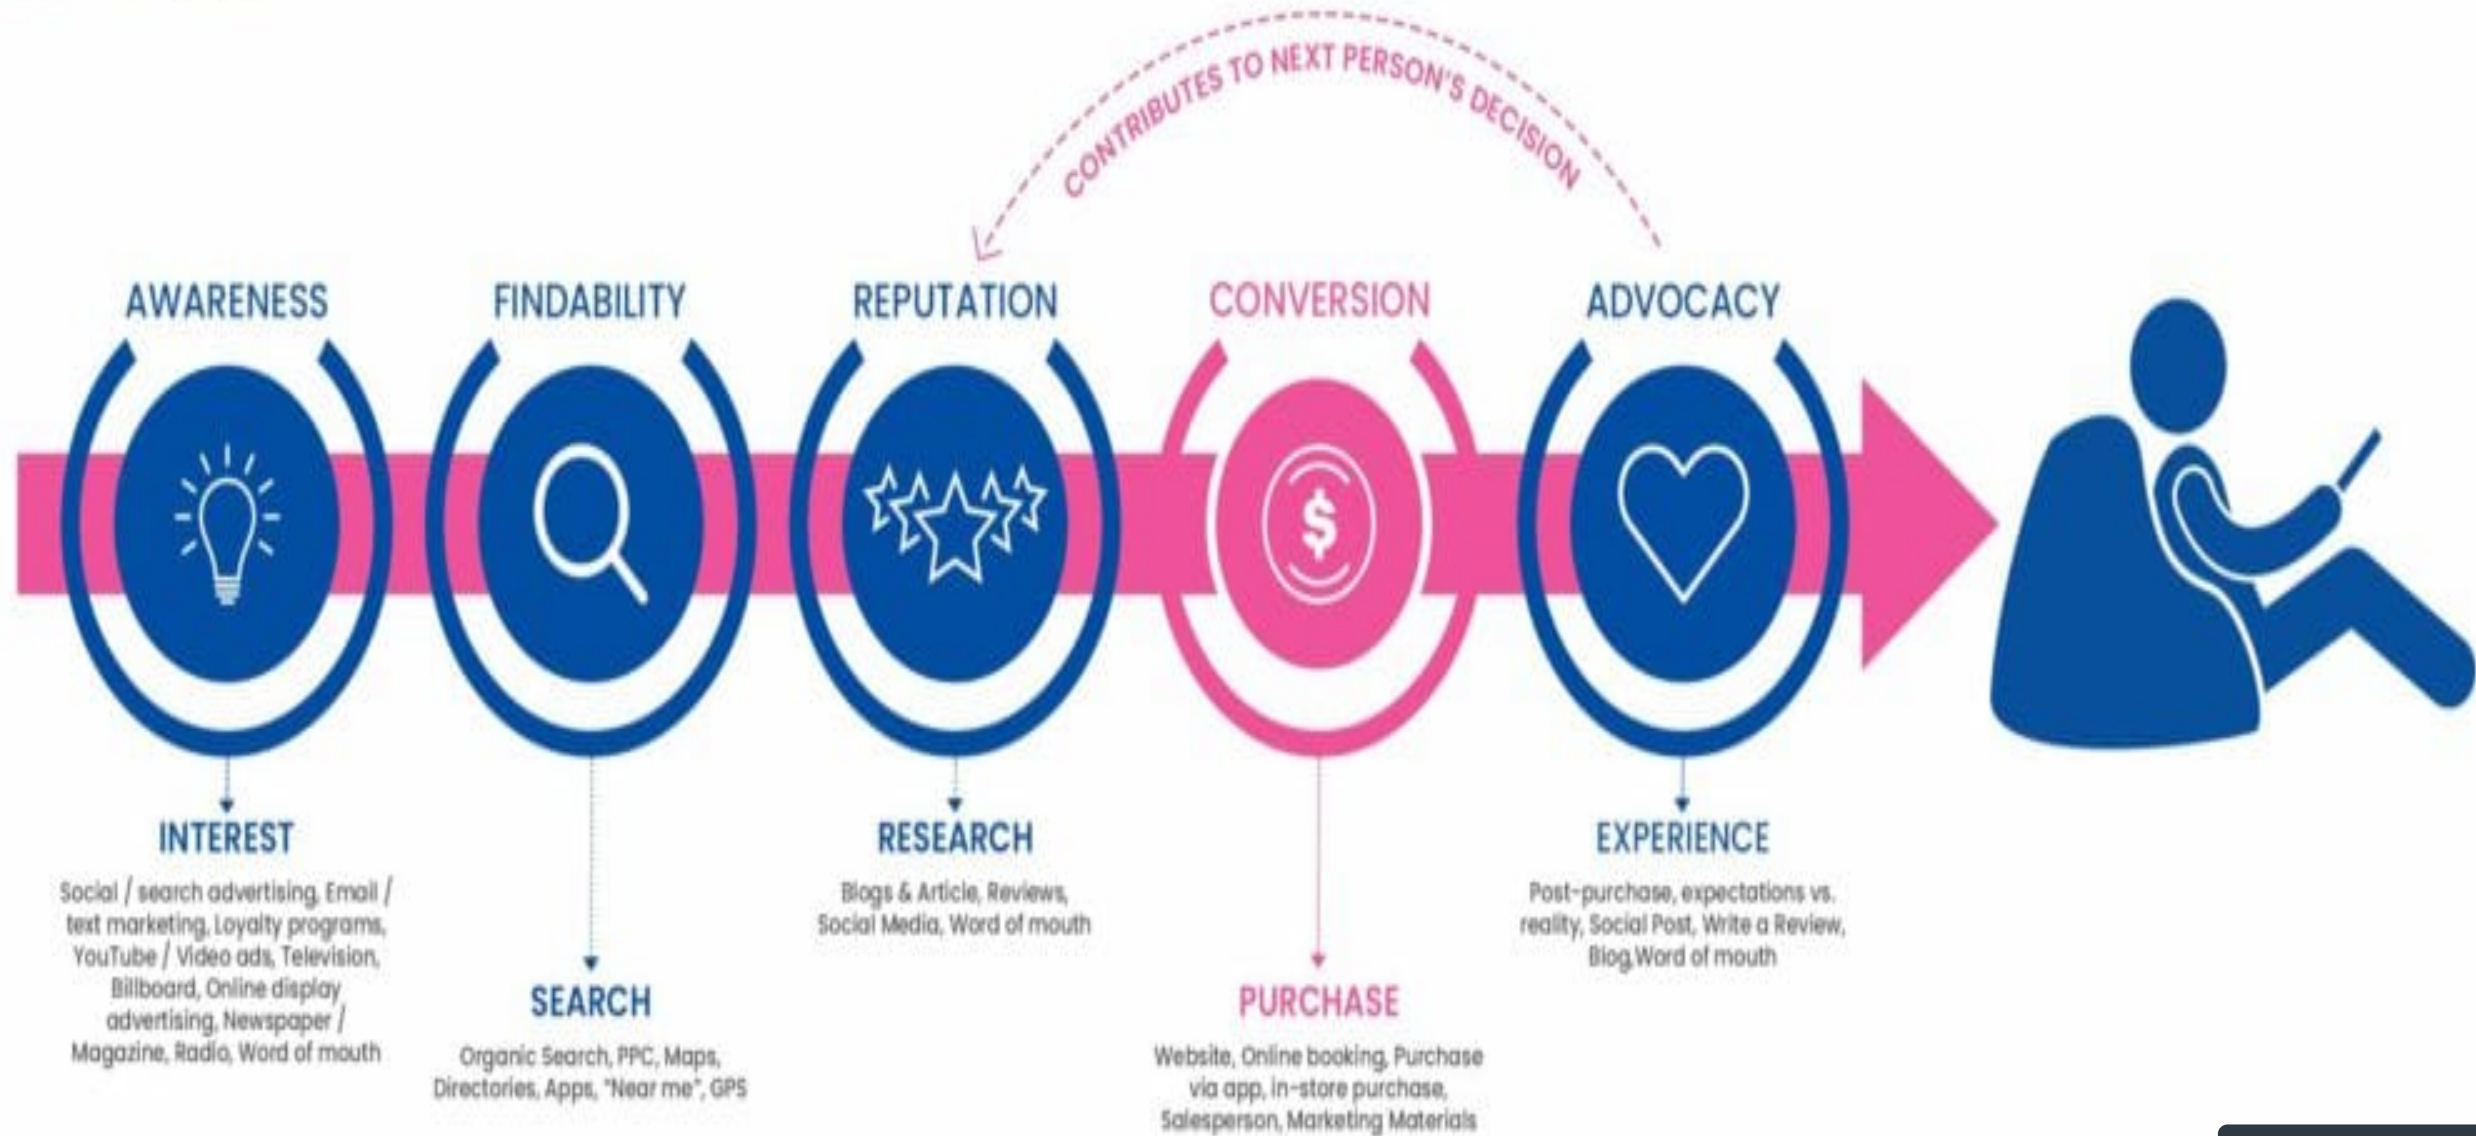 CONTRIBUTES TO NEXT PERSON'S DECISION
AWARENESS
FINDABILITY
REPUTATION
CONVERSION
ADVOCACY
$
INTEREST
Social / search advertising, Email /
text marketing, Loyalty programs,
YouTube / Video ads, Television,
Billboard, Online display
advertising, Newspaper /
Magazine, Radio, Word of mouth
SEARCH
Organic Search, PPC, Maps,
Directories, Apps, "Near me", GPS
RESEARCH
Blogs & Article, Reviews,
Social Media, Word of mouth
PURCHASE
Website, Online booking, Purchase
via app, in-store purchase,
Salesperson, Marketing Materials
EXPERIENCE
Post-purchase, expectations vs.
reality, Social Post, Write a Review,
Blog,Word of mouth